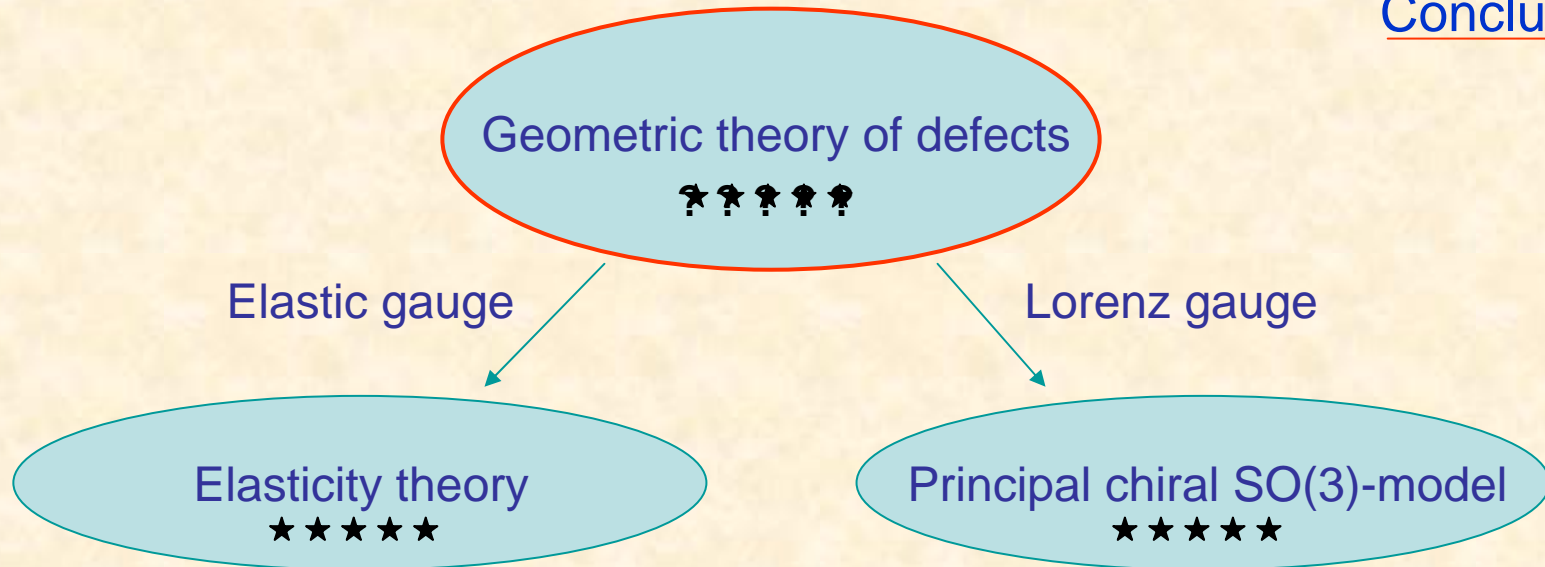 Conclu
Geometric theory of defects
Elastic gauge
Lorenz gauge
Elasticity theory
★ ★ ★ ★ ★
Principal chiral SO(3)-model
★ ★ ★ ★ ★